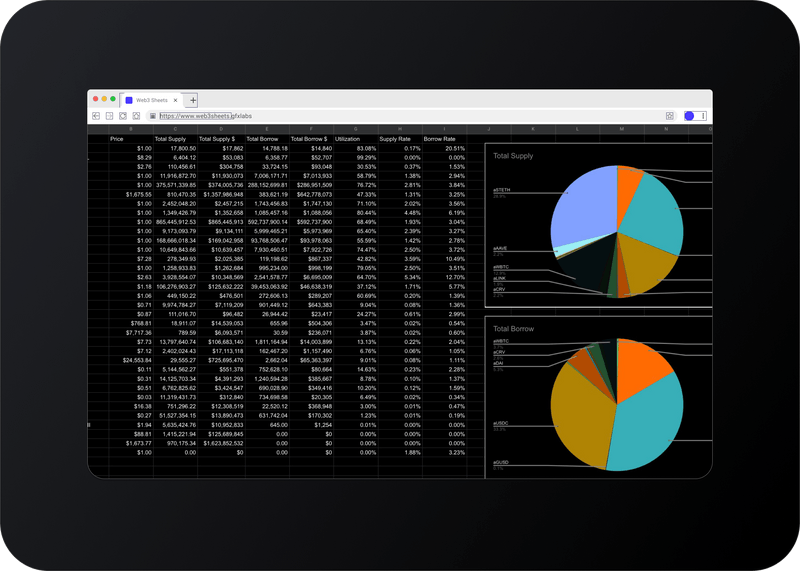 Web3 Sheets
https://www.web3sheets.gfxlabs
B C D E F G H I J K L M N O
Price Total Supply Total Supply $ Total Borrow Total Borrow $ Utilization Supply Rate Borrow Rate
$1.00 17,800.50 $17,862 14,788.18 $14,840 83.08% 0.17% 20.51%
$8.29 6,404.12 $53,083 6,358.77 $52,707 99.29% 0.00% 0.00%
$2.76 110,456.61 $304,758 33,724.15 $93,048 30.53% 0.37% 1.53%
$1.00 11,916,872.70 $11,930,073 7,006,171.71 $7,013,933 58.79% 1.38% 2.94%
$1.00 375,571,339.85 $374,005,736 288,152,699.81 $286,951,509 76.72% 2.81% 3.84%
$1,675.55 810,470.35 $1,357,986,948 383,621.19 $642,778,073 47.33% 1.31% 3.25%
$1.00 2,452,048.20 $2,457,215 1,743,456.83 $1,747,130 71.10% 2.02% 3.56%
$1.00 1,349,426.79 $1,352,658 1,085,457.16 $1,088,056 80.44% 4.48% 6.19%
$1.00 865,445,912.53 $865,445,913 592,737,900.14 $592,737,900 68.49% 1.93% 3.04%
$1.00 9,173,093.79 $9,134,111 5,999,465.21 $5,973,969 65.40% 2.39% 3.27%
$1.00 168,666,018.34 $169,042,958 93,768,506.47 $93,978,063 55.59% 1.42% 2.78%
$1.00 10,649,843.66 $10,639,457 7,930,460.51 $7,922,726 74.47% 2.50% 3.72%
$7.28 278,349.93 $2,025,385 119,198.62 $867,337 42.82% 3.59% 10.49%
$1.00 1,258,930.83 $1,262,684 995,234.00 $998,199 79.05% 2.50% 3.51%
$2.63 3,928,554.07 $10,348,569 2,541,578.77 $6,695,009 64.70% 5.34% 12.70%
$1.18 106,276,903.27 $125,632,222 39,453,063.92 $46,638,319 37.12% 1.71% 5.77%
$1.06 449,150.22 $476,501 272,606.13 $289,207 60.69% 0.20% 1.39%
$0.71 9,974,784.27 $7,119,209 901,449.12 $643,383 9.04% 0.08% 1.36%
$0.87 111,016.70 $96,482 26,944.42 $23,417 24.27% 0.61% 2.99%
$768.81 18,911.07 $14,539,053 655.96 $504,306 3.47% 0.02% 0.54%
$7,717.36 789.59 $6,093,571 30.59 $236,071 3.87% 0.02% 0.60%
$7.73 13,797,640.74 $106,683,140 1,811,164.94 $14,003,899 13.13% 0.22% 2.04%
$7.12 2,402,024.43 $17,113,118 162,467.20 $1,157,490 6.76% 0.06% 1.05%
$24,553.84 29,555.27 $725,695,470 2,662.04 $65,363,397 9.01% 0.08% 1.11%
$0.11 5,144,562.27 $551,378 752,628.10 $80,664 14.63% 0.23% 2.28%
$0.31 14,125,703.34 $4,391,293 1,240,594.28 $385,667 8.78% 0.10% 1.37%
$0.51 6,762,825.62 $3,424,547 690,028.90 $349,416 10.20% 0.12% 1.59%
$0.03 11,319,431.73 $312,840 734,698.58 $20,305 6.49% 0.02% 0.34%
$16.38 751,296.22 $12,308,519 22,520.12 $368,948 3.00% 0.01% 0.47%
$0.27 51,527,354.15 $13,890,473 631,742.04 $170,302 1.23% 0.01% 0.19%
$1.94 5,635,424.76 $10,952,833 645.00 $1,254 0.01% 0.00% 0.00%
$88.81 1,415,221.94 $125,689,845 0.00 $0 0.00% 0.00% 0.00%
$1,673.77 970,175.34 $1,623,852,532 0.00 $0 0.00% 0.00% 0.00%
$1.00 0.00 $0 0.00 $0 0.00% 1.88% 3.23%
Total Supply
aSTETH
aAAVE
aWBTC
aLINK
aCRV
Total Borrow
aWBTC
aCRV
aDAI
aUSDC
aGUSD